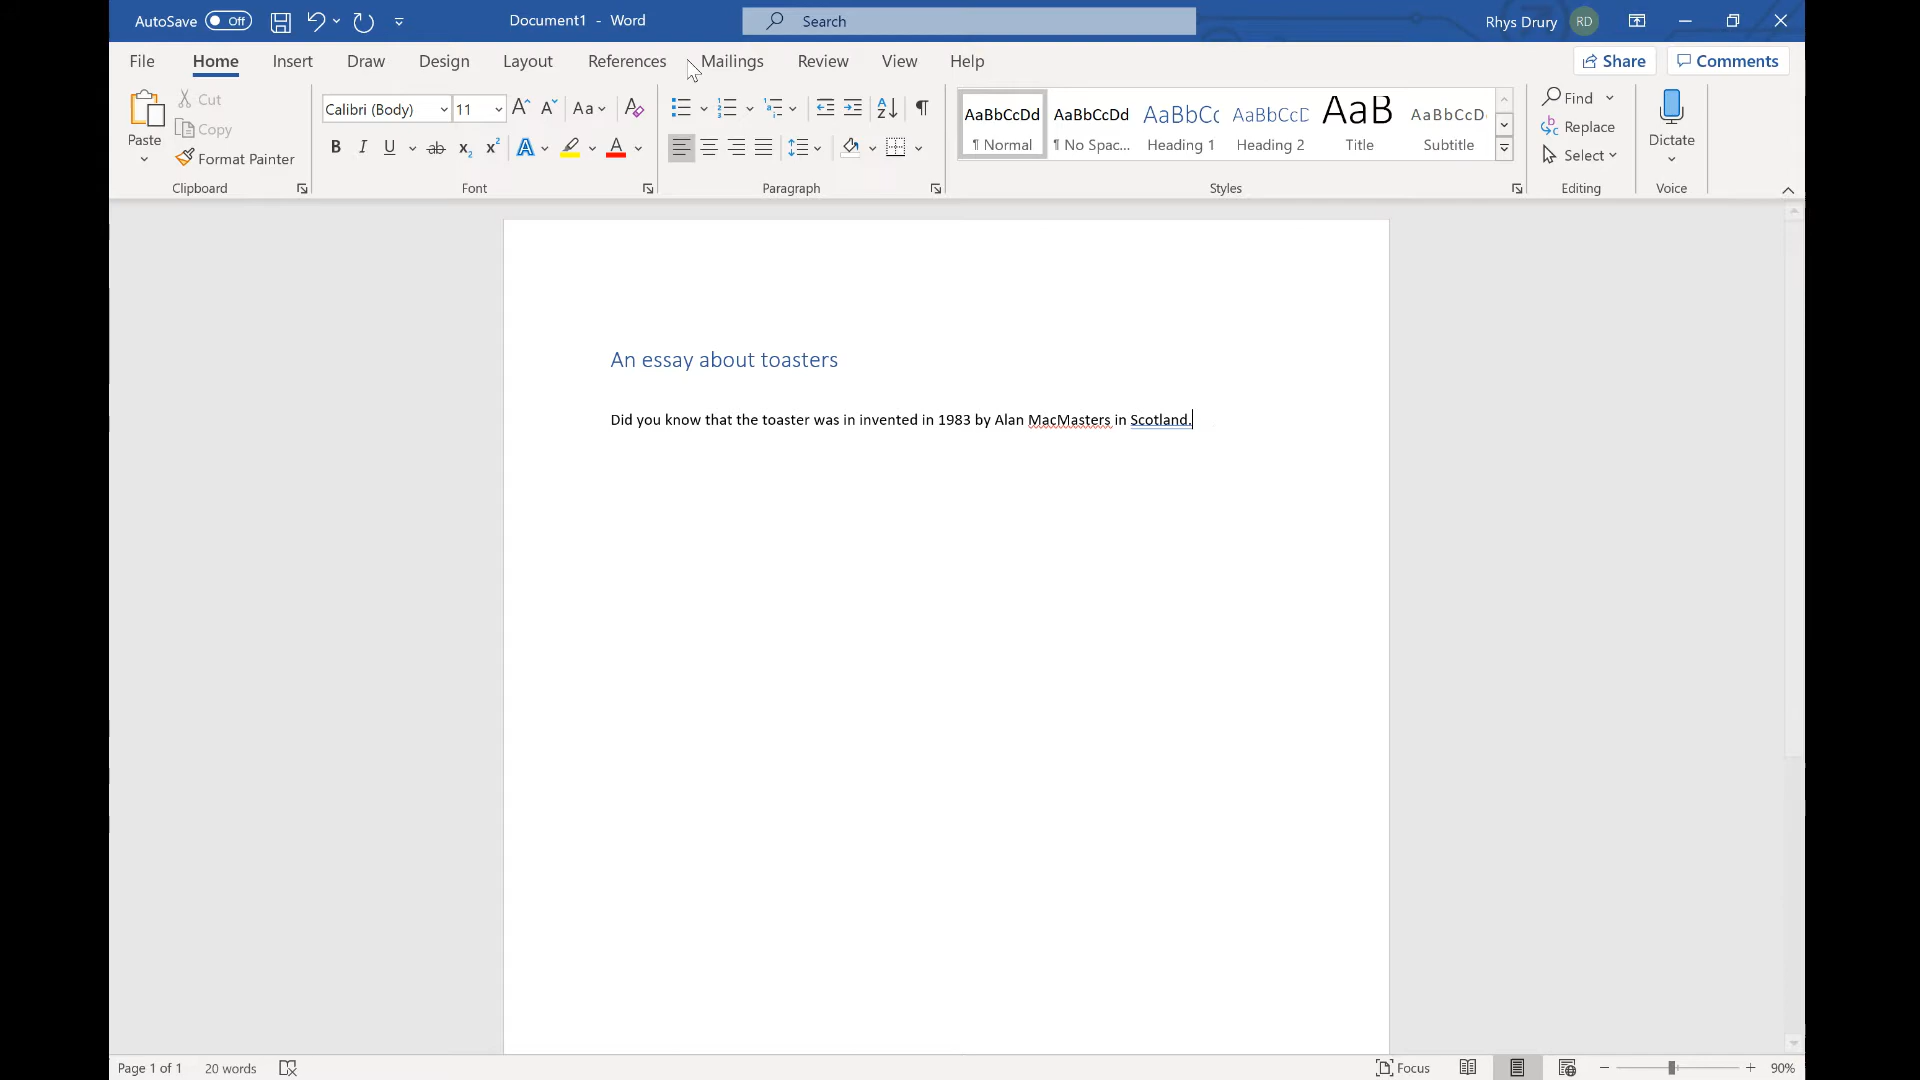 AutoSave Off Document1 - Word Search Rhys Drury RD
File Home Insert Draw Design Layout References Mailings Review View Help Share Comments
Paste
Cut
Copy
Format Painter
Clipboard
Calibri (Body) 11 Aa
B I U ab x2 x2 A A
Font
Paragraph
AaBbCcDd AaBbCcDd AaBbCc AaBbCcD AaB AaBbCcD
¶ Normal ¶ No Spac... Heading 1 Heading 2 Title Subtitle
Styles
Find
Replace
Select
Editing
Dictate
Voice
An essay about toasters
Did you know that the toaster was in invented in 1983 by Alan MacMasters in Scotland.
Page 1 of 1 20 words Focus 90%